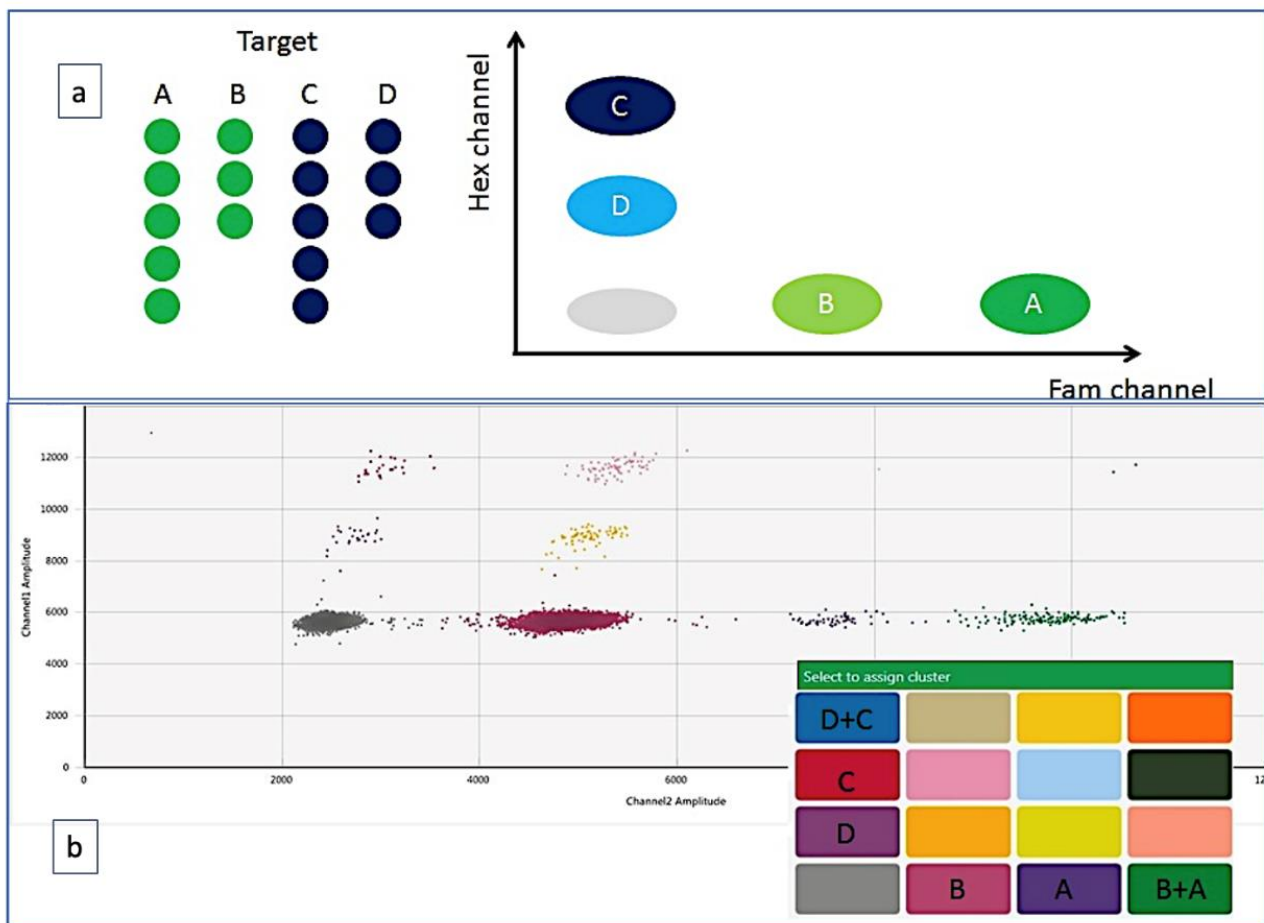 Target
a
A B C D
Hex channel
C
D
B A
Fam channel
12000
10000
8000
6000
4000
2000
0
Channel1 Amplitude
0 2000 4000 6000 12
Channel2 Amplitude
Select to assign cluster
D+C
C
D
B A B+A
b